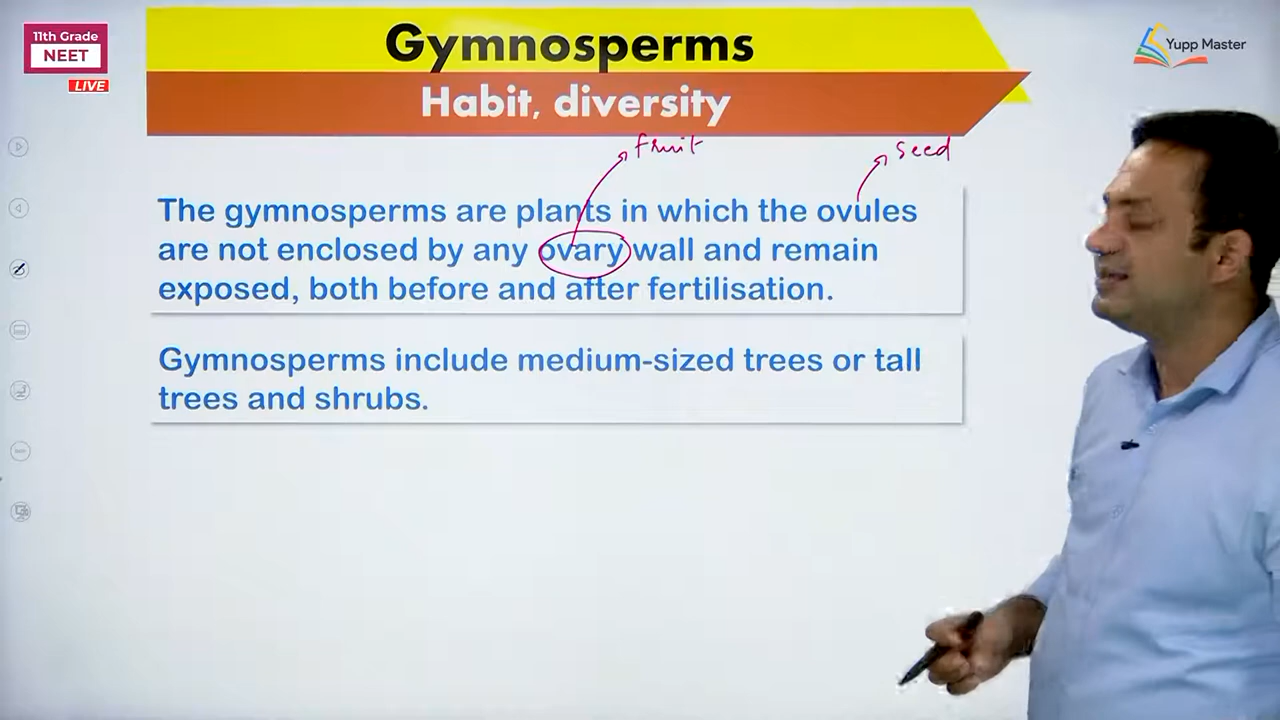 11th Grade
NEET
LIVE
Gymnosperms
Yupp Master
Habit, diversity
fruit
seed
The gymnosperms are plants in which the ovules
are not enclosed by any ovary wall and remain
exposed, both before and after fertilisation.
Gymnosperms include medium-sized trees or tall
trees and shrubs.